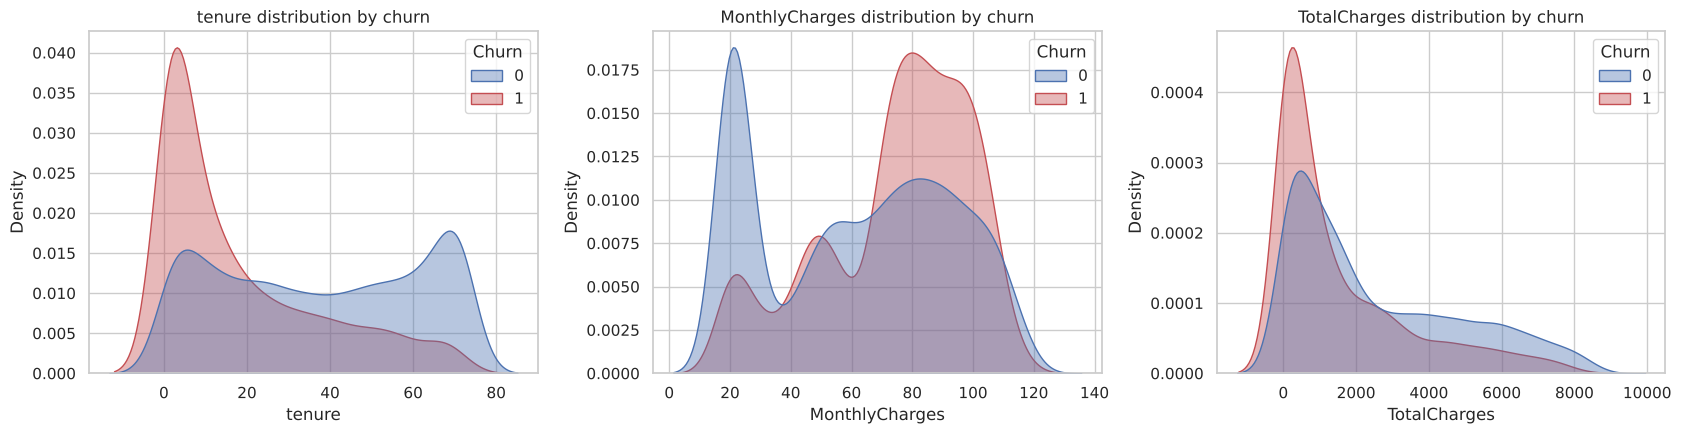 tenure distribution by churn
0.040
0.035
0.030
0.025
0.020
0.015
0.010
0.005
0.000
Density
0 20 40 60 80
tenure
Churn
0
1
MonthlyCharges distribution by churn
0.0175
0.0150
0.0125
0.0100
0.0075
0.0050
0.0025
0.0000
Density
0 20 40 60 80 100 120 140
MonthlyCharges
Churn
0
1
TotalCharges distribution by churn
0.0004
0.0003
0.0002
0.0001
0.0000
Density
0 2000 4000 6000 8000 10000
TotalCharges
Churn
0
1